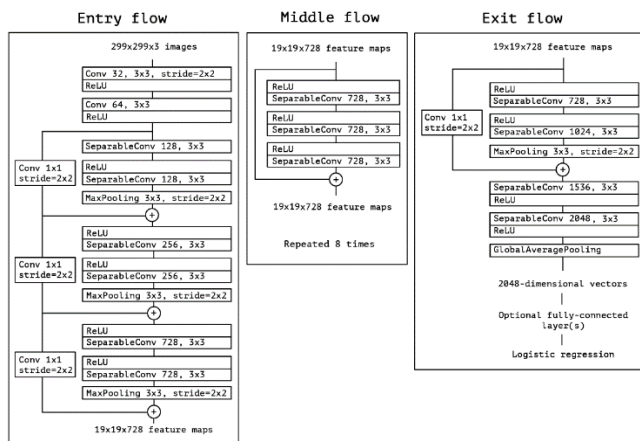 Entry flow
299x299x3 images
Conv 32, 3x3, stride=2x2
ReLU
Conv 64, 3x3
ReLU
Conv 1x1
stride=2x2
SeparableConv 128, 3x3
ReLU
SeparableConv 128, 3x3
MaxPooling 3x3, stride=2x2
+
Conv 1x1
stride=2x2
ReLU
SeparableConv 256, 3x3
ReLU
SeparableConv 256, 3x3
MaxPooling 3x3, stride=2x2
+
Conv 1x1
stride=2x2
ReLU
SeparableConv 728, 3x3
ReLU
SeparableConv 728, 3x3
MaxPooling 3x3, stride=2x2
+
19x19x728 feature maps
Middle flow
19x19x728 feature maps
ReLU
SeparableConv 728, 3x3
ReLU
SeparableConv 728, 3x3
ReLU
SeparableConv 728, 3x3
+
19x19x728 feature maps
Repeated 8 times
Exit flow
19x19x728 feature maps
Conv 1x1
stride=2x2
ReLU
SeparableConv 728, 3x3
ReLU
SeparableConv 1024, 3x3
MaxPooling 3x3, stride=2x2
+
SeparableConv 1536, 3x3
ReLU
SeparableConv 2048, 3x3
ReLU
GlobalAveragePooling
2048-dimensional vectors
Optional fully-connected
layer(s)
Logistic regression